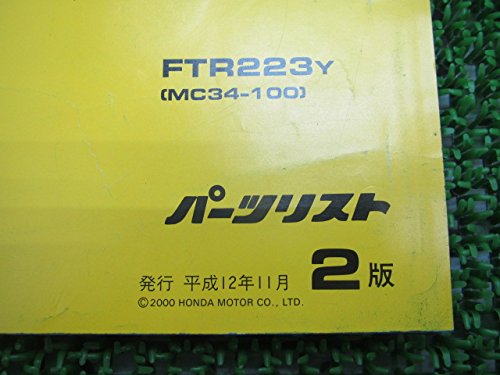 FTR223Y
(MC34-100)
パーツリスト
2版
発行 平成12年11月
©2000 HONDA MOTOR CO., LTD.